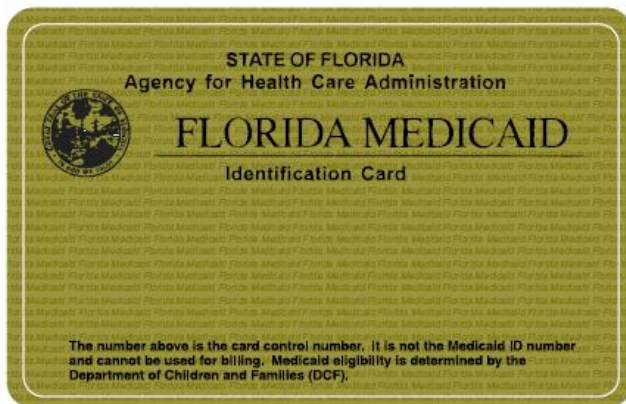 STATE OF FLORIDA
Agency for Health Care Administration
FLORIDA MEDICAID
Identification Card
The number above is the card control number. It is not the Medicaid ID number
and cannot be used for billing. Medicaid eligibility is determined by the
Department of Children and Families (DCF).